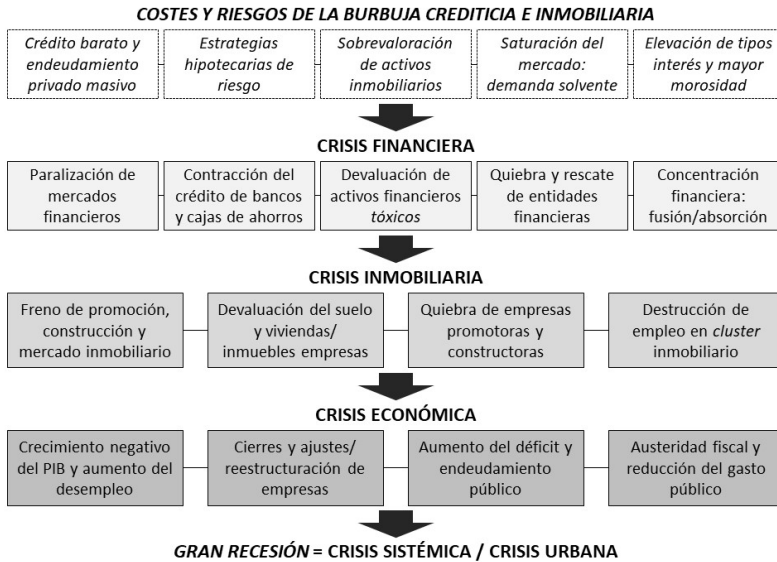 COSTES Y RIESGOS DE LA BURBUJA CREDITICIA E INMOBILIARIA
Crédito barato y
endeudamiento
privado masivo
Estrategias
hipotecarias de
riesgo
Sobrevaloración
de activos
inmobiliarios
Saturación del
mercado:
demanda solvente
Elevación de tipos
interés y mayor
morosidad
CRISIS FINANCIERA
Paralización de
mercados
financieros
Contracción del
crédito de bancos
y cajas de ahorros
Devaluación de
activos financieros
tóxicos
Quiebra y rescate
de entidades
financieras
Concentración
financiera:
fusión/absorción
CRISIS INMOBILIARIA
Freno de promoción,
construcción y
mercado inmobiliario
Devaluación del suelo
y viviendas/
inmuebles empresas
Quiebra de empresas
promotoras y
constructoras
Destrucción de
empleo en cluster
inmobiliario
CRISIS ECONÓMICA
Crecimiento negativo
del PIB y aumento del
desempleo
Cierres y ajustes/
reestructuración de
empresas
Aumento del déficit y
endeudamiento
público
Austeridad fiscal y
reducción del gasto
público
GRAN RECESIÓN = CRISIS SISTÉMICA / CRISIS URBANA